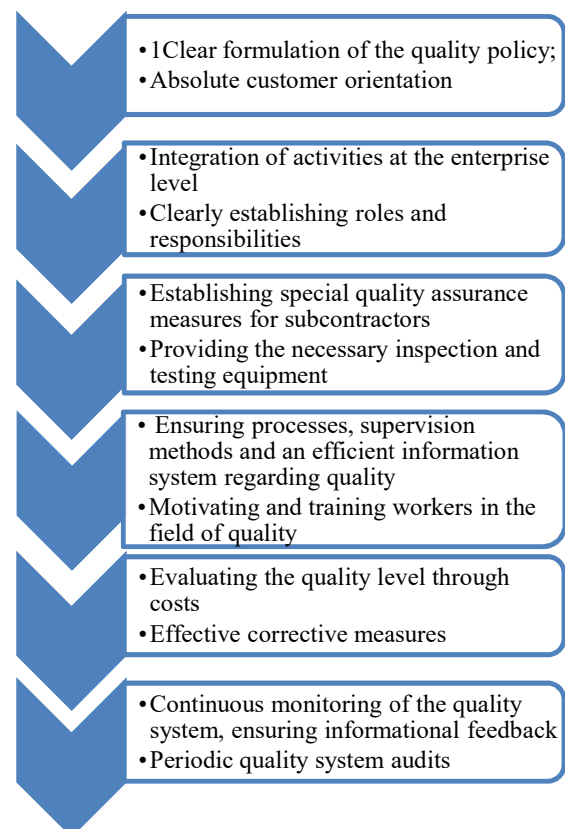 •1Clear formulation of the quality policy;
•Absolute customer orientation
•Integration of activities at the enterprise
level
•Clearly establishing roles and
responsibilities
•Establishing special quality assurance
measures for subcontractors
•Providing the necessary inspection and
testing equipment
• Ensuring processes, supervision
methods and an efficient information
system regarding quality
•Motivating and training workers in the
field of quality
•Evaluating the quality level through
costs
•Effective corrective measures
•Continuous monitoring of the quality
system, ensuring informational feedback
•Periodic quality system audits